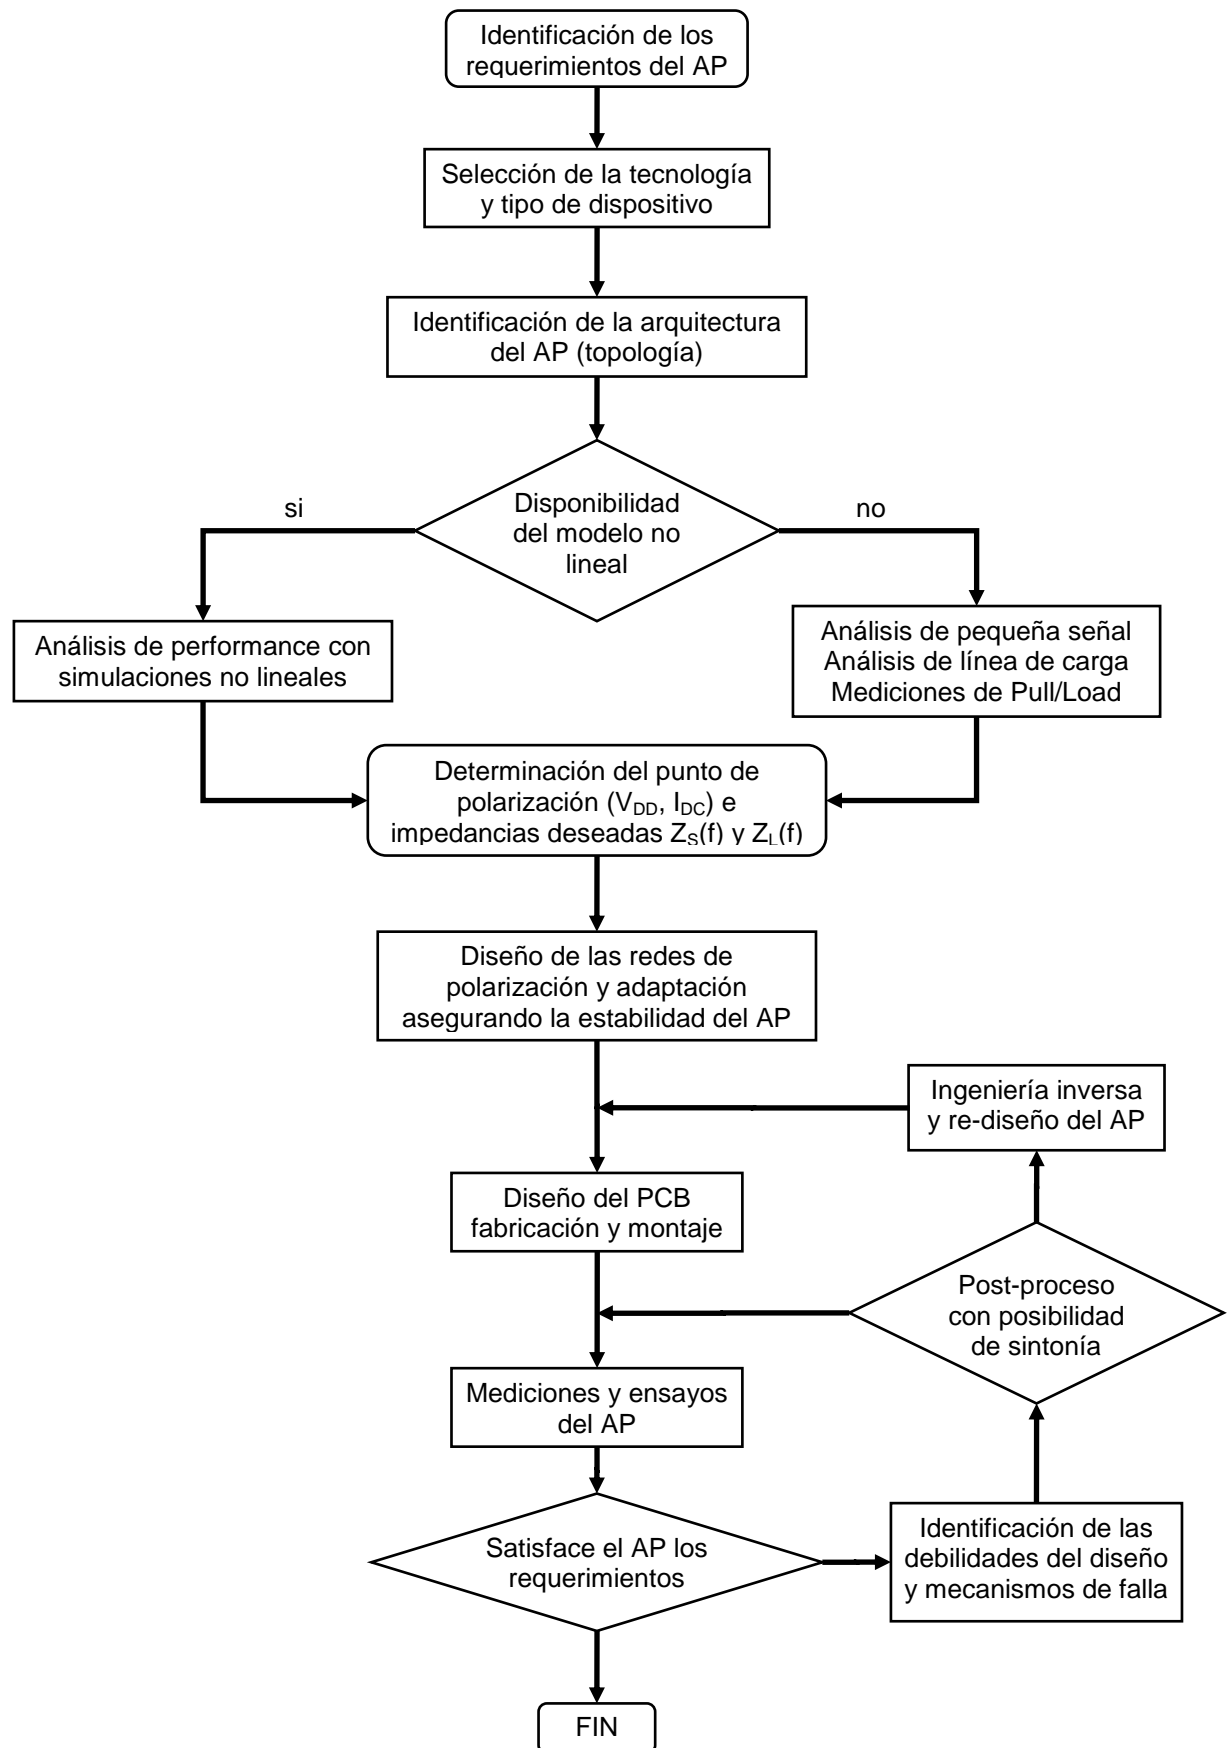 Identificación de los
requerimientos del AP
Selección de la tecnología
y tipo de dispositivo
Identificación de la arquitectura
del AP (topología)
Disponibilidad
del modelo no
lineal
si
no
Análisis de performance con
simulaciones no lineales
Análisis de pequeña señal
Análisis de línea de carga
Mediciones de Pull/Load
Determinación del punto de
polarización (V_DD, I_DC) e
impedancias deseadas Z_S(f) y Z_L(f)
Diseño de las redes de
polarización y adaptación
asegurando la estabilidad del AP
Ingeniería inversa
y re-diseño del AP
Diseño del PCB
fabricación y montaje
Post-proceso
con posibilidad
de sintonía
Mediciones y ensayos
del AP
Satisface el AP los
requerimientos
Identificación de las
debilidades del diseño
y mecanismos de falla
FIN